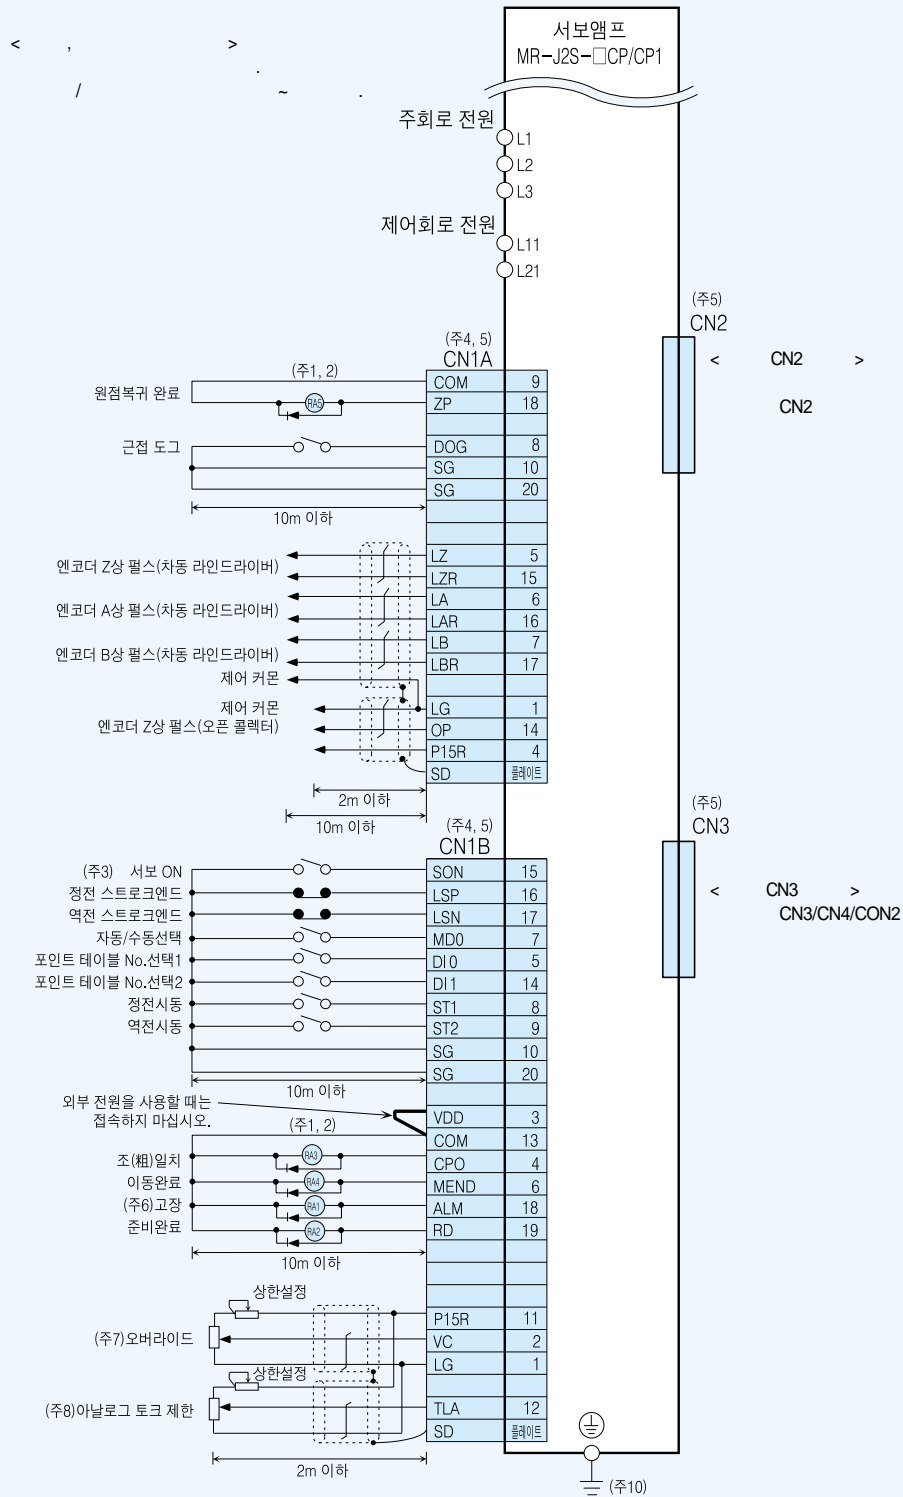 서보앰프
MR-J2S-□CP/CP1
< , >
.
/ ~ .
주회로 전원
L1
L2
L3
제어회로 전원
L11
L21
(주5)
CN2
< CN2 >
CN2
(주4, 5)
CN1A
(주1, 2)
원점복귀 완료
COM 9
RA5
ZP 18
근접 도그
DOG 8
SG 10
SG 20
10m 이하
엔코더 Z상 펄스(차동 라인드라이버)
LZ 5
LZR 15
엔코더 A상 펄스(차동 라인드라이버)
LA 6
LAR 16
엔코더 B상 펄스(차동 라인드라이버)
LB 7
LBR 17
제어 커몬
제어 커몬
LG 1
엔코더 Z상 펄스(오픈 콜렉터)
OP 14
P15R 4
SD 플레이트
2m 이하
10m 이하
(주5)
CN3
< CN3 >
CN3/CN4/CON2
(주4, 5)
CN1B
(주3) 서보 ON SON 15
정전 스트로크엔드 LSP 16
역전 스트로크엔드 LSN 17
자동/수동선택 MD0 7
포인트 테이블 No.선택1 DI0 5
포인트 테이블 No.선택2 DI1 14
정전시동 ST1 8
역전시동 ST2 9
SG 10
SG 20
10m 이하
외부 전원을 사용할 때는
접속하지 마십시오.
VDD 3
(주1, 2)
COM 13
조(粗)일치 RA3 CPO 4
이동완료 RA4 MEND 6
(주6)고장 RA1 ALM 18
준비완료 RA2 RD 19
10m 이하
상한설정
P15R 11
(주7)오버라이드 VC 2
LG 1
상한설정
(주8)아날로그 토크 제한 TLA 12
SD 플레이트
2m 이하
(주10)